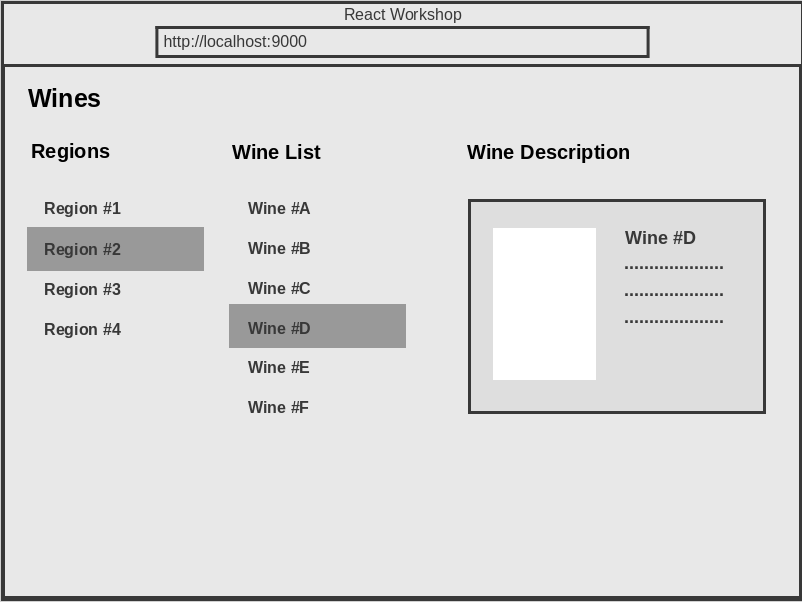 React Workshop
http://localhost:9000
Wines
Regions
Region #1
Region #2
Region #3
Region #4
Wine List
Wine #A
Wine #B
Wine #C
Wine #D
Wine #E
Wine #F
Wine Description
Wine #D
....................
....................
....................